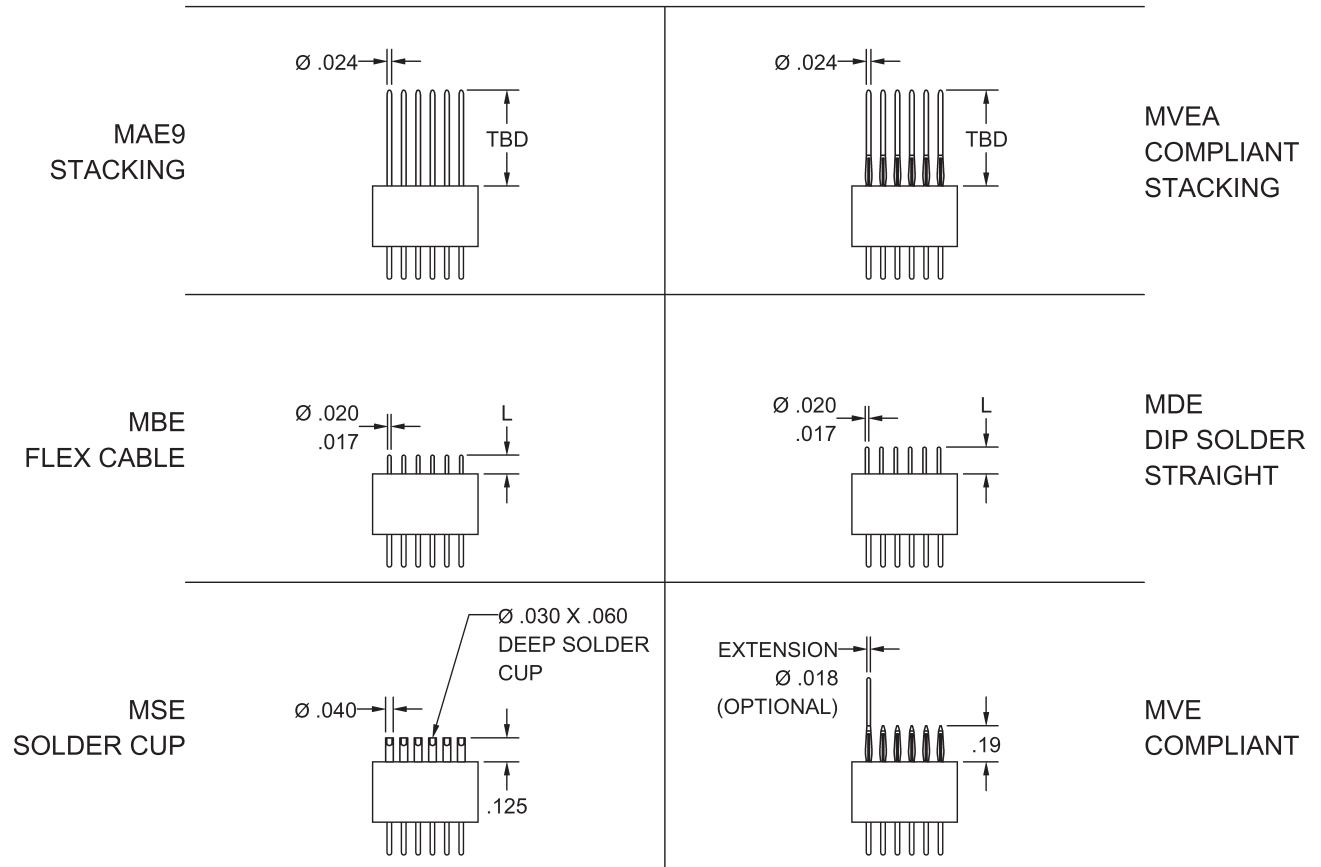 MAE9
STACKING
Ø .024
TBD
Ø .024
TBD
MVEA
COMPLIANT
STACKING
MBE
FLEX CABLE
Ø .020
.017
L
Ø .020
.017
L
MDE
DIP SOLDER
STRAIGHT
MSE
SOLDER CUP
Ø .040
Ø .030 X .060
DEEP SOLDER
CUP
.125
EXTENSION
Ø .018
(OPTIONAL)
.19
MVE
COMPLIANT